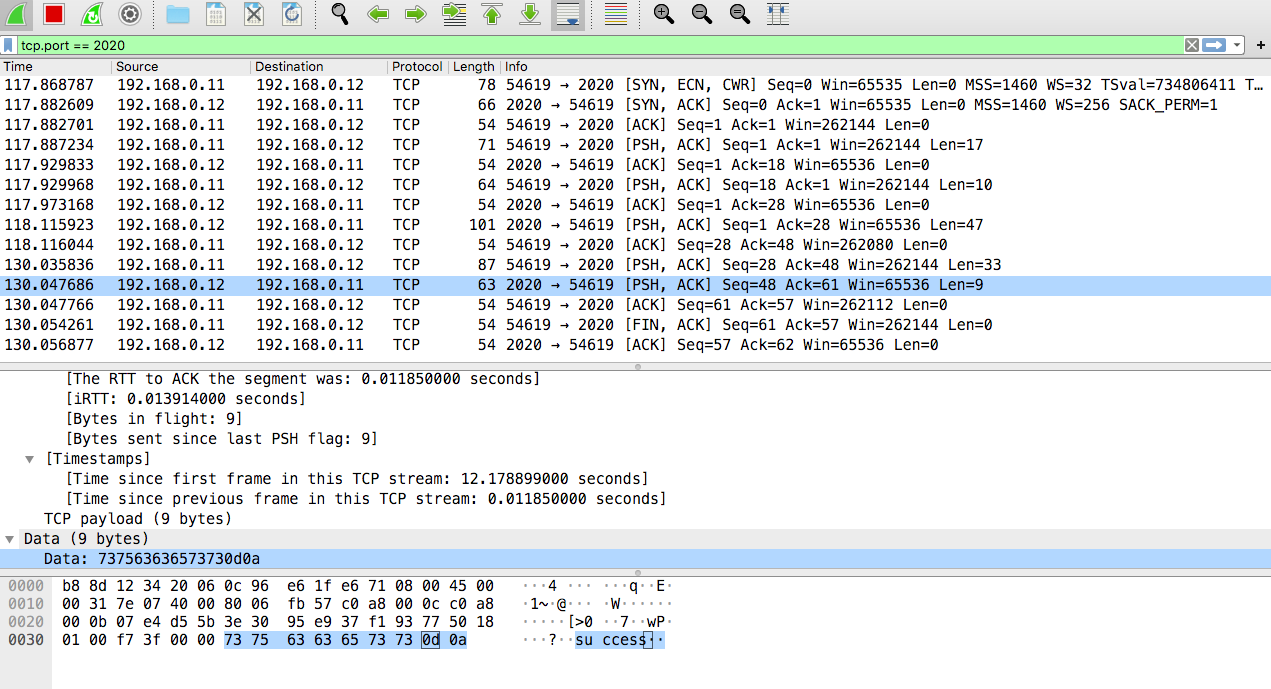 tcp.port == 2020
Time Source Destination Protocol Length Info
117.868787 192.168.0.11 192.168.0.12 TCP 78 54619 → 2020 [SYN, ECN, CWR] Seq=0 Win=65535 Len=0 MSS=1460 WS=32 TSval=734806411 T…
117.882609 192.168.0.12 192.168.0.11 TCP 66 2020 → 54619 [SYN, ACK] Seq=0 Ack=1 Win=65535 Len=0 MSS=1460 WS=256 SACK_PERM=1
117.882701 192.168.0.11 192.168.0.12 TCP 54 54619 → 2020 [ACK] Seq=1 Ack=1 Win=262144 Len=0
117.887234 192.168.0.11 192.168.0.12 TCP 71 54619 → 2020 [PSH, ACK] Seq=1 Ack=1 Win=262144 Len=17
117.929833 192.168.0.12 192.168.0.11 TCP 54 2020 → 54619 [ACK] Seq=1 Ack=18 Win=65536 Len=0
117.929968 192.168.0.11 192.168.0.12 TCP 64 54619 → 2020 [PSH, ACK] Seq=18 Ack=1 Win=262144 Len=10
117.973168 192.168.0.12 192.168.0.11 TCP 54 2020 → 54619 [ACK] Seq=1 Ack=28 Win=65536 Len=0
118.115923 192.168.0.12 192.168.0.11 TCP 101 2020 → 54619 [PSH, ACK] Seq=1 Ack=28 Win=65536 Len=47
118.116044 192.168.0.11 192.168.0.12 TCP 54 54619 → 2020 [ACK] Seq=28 Ack=48 Win=262080 Len=0
130.035836 192.168.0.11 192.168.0.12 TCP 87 54619 → 2020 [PSH, ACK] Seq=28 Ack=48 Win=262144 Len=33
130.047686 192.168.0.12 192.168.0.11 TCP 63 2020 → 54619 [PSH, ACK] Seq=48 Ack=61 Win=65536 Len=9
130.047766 192.168.0.11 192.168.0.12 TCP 54 54619 → 2020 [ACK] Seq=61 Ack=57 Win=262112 Len=0
130.054261 192.168.0.11 192.168.0.12 TCP 54 54619 → 2020 [FIN, ACK] Seq=61 Ack=57 Win=262144 Len=0
130.056877 192.168.0.12 192.168.0.11 TCP 54 2020 → 54619 [ACK] Seq=57 Ack=62 Win=65536 Len=0
[The RTT to ACK the segment was: 0.011850000 seconds]
[iRTT: 0.013914000 seconds]
[Bytes in flight: 9]
[Bytes sent since last PSH flag: 9]
[Timestamps]
[Time since first frame in this TCP stream: 12.178899000 seconds]
[Time since previous frame in this TCP stream: 0.011850000 seconds]
TCP payload (9 bytes)
Data (9 bytes)
Data: 737563636573730d0a
0000 b8 8d 12 34 20 06 0c 96 e6 1f e6 71 08 00 45 00 ···4 ··· ···q··E·
0010 00 31 7e 07 40 00 80 06 fb 57 c0 a8 00 0c c0 a8 ·1~·@··· ·W······
0020 00 0b 07 e4 d5 5b 3e 30 95 e9 37 f1 93 77 50 18 ·····[>0 ··7··wP·
0030 01 00 f7 3f 00 00 73 75 63 63 65 73 73 0d 0a ···?··su ccess··